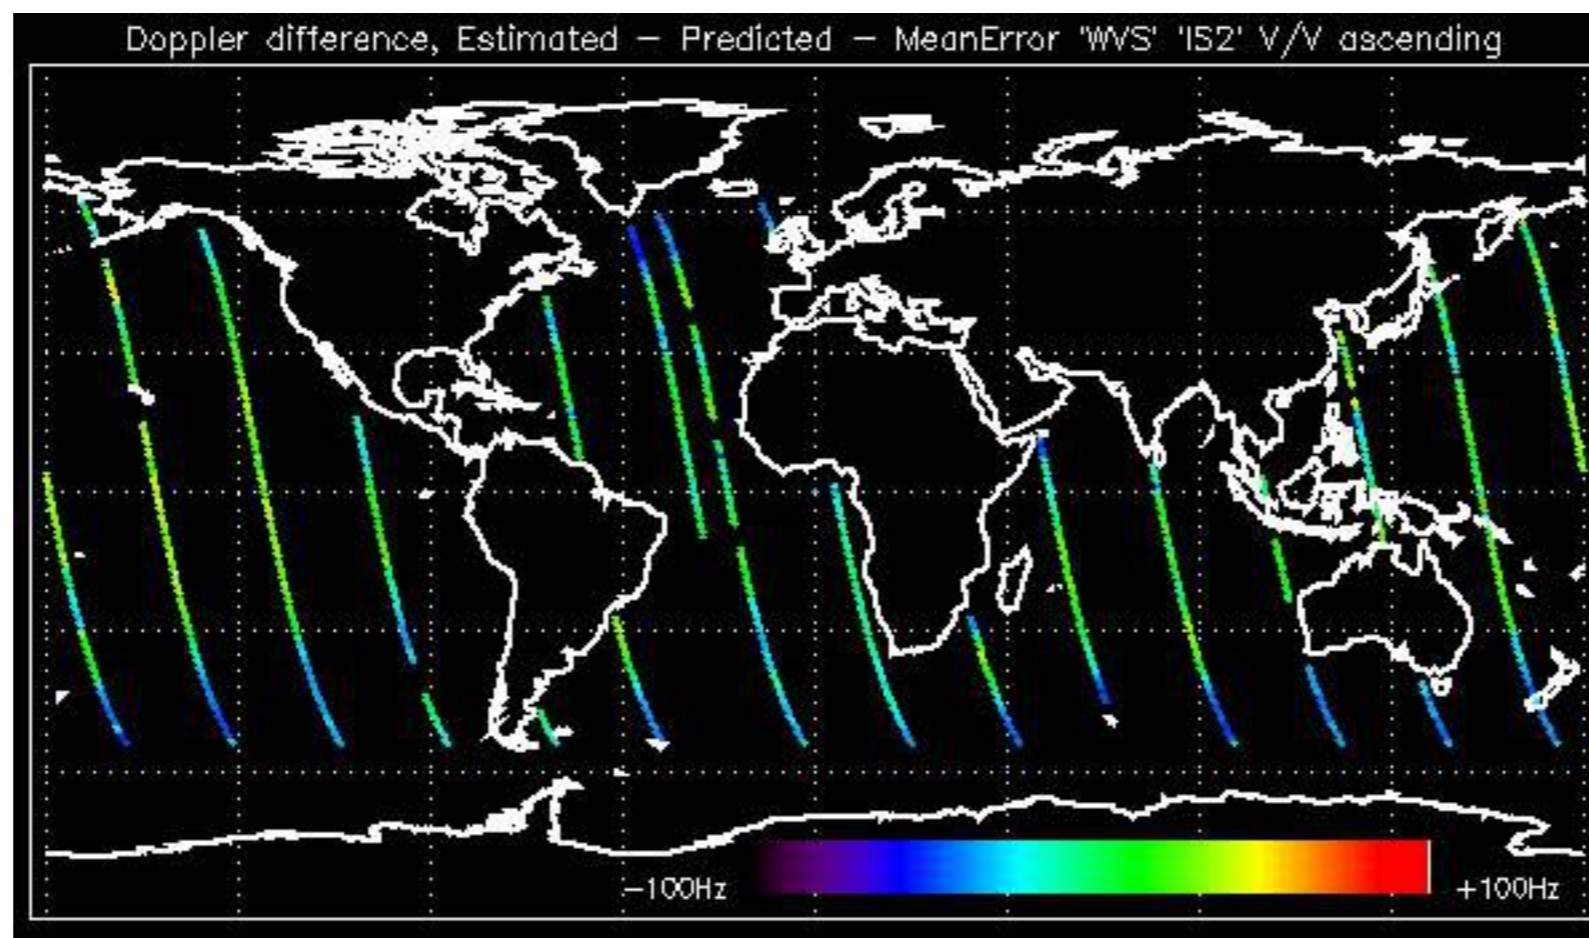 Doppler difference, Estimated – Predicted – MeanError 'WVS' 'IS2' V/V ascending
-100Hz
+100Hz